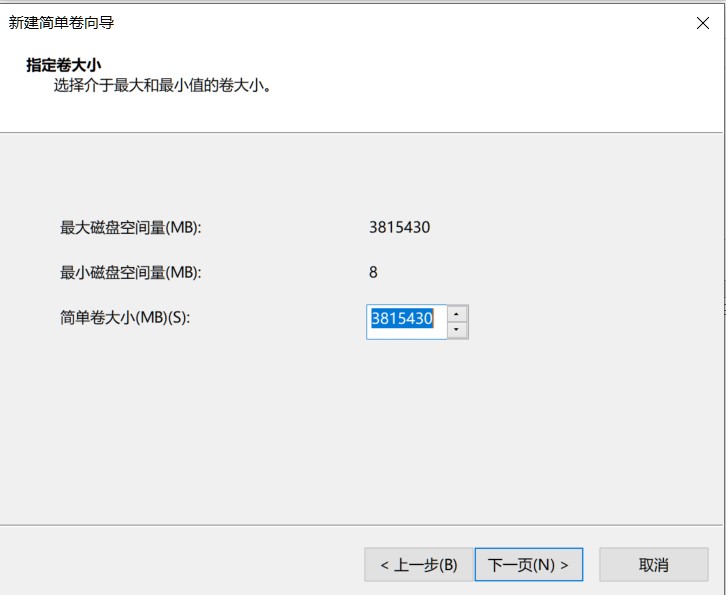 新建简单卷向导
指定卷大小
选择介于最大和最小值的卷大小。
最大磁盘空间量(MB): 3815430
最小磁盘空间量(MB): 8
简单卷大小(MB)(S): 3815430
< 上一步(B) 下一页(N) > 取消